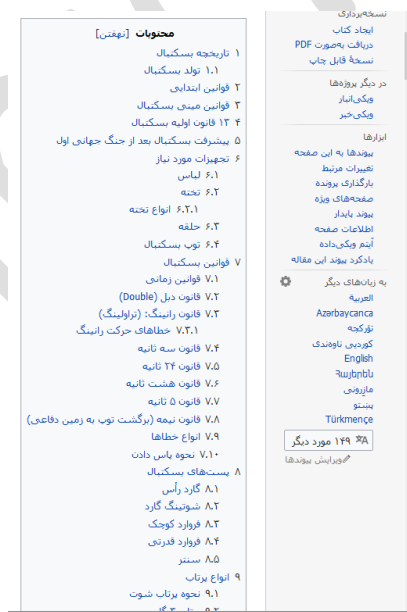 نسخه‌برداری
ایجاد کتاب
دریافت به‌صورت PDF
نسخهٔ قابل چاپ
در دیگر پروژه‌ها
ویکی‌انبار
ویکی‌خبر
ابزارها
پیوندها به این صفحه
تغییرات مرتبط
بارگذاری پرونده
صفحه‌های ویژه
پیوند پایدار
اطلاعات صفحه
آیتم ویکی‌داده
یادکرد پیوند این مقاله
به زبان‌های دیگر
العربية
Azərbaycanca
تۆرکجه
کوردیی ناوەندی
English
Հայերեն
مازِرونی
پښتو
Türkmençe
۱۴۹ مورد دیگر
ویرایش پیوندها
محتویات [نهفتن]
۱ تاریخچه بسکتبال
۱.۱ تولد بسکتبال
۲ قوانین ابتدایی
۳ قوانین مینی بسکتبال
۴ ۱۳ قانون اولیه بسکتبال
۵ پیشرفت بسکتبال بعد از جنگ جهانی اول
۶ تجهیزات مورد نیاز
۶.۱ لباس
۶.۲ تخته
۶.۲.۱ انواع تخته
۶.۳ حلقه
۶.۴ توپ بسکتبال
۷ قوانین بسکتبال
۷.۱ قوانین زمانی
۷.۲ قانون دبل (Double)
۷.۳ قانون رانینگ: (تراولینگ)
۷.۳.۱ خطاهای حرکت رانینگ
۷.۴ قانون سه ثانیه
۷.۵ قانون ۲۴ ثانیه
۷.۶ قانون هشت ثانیه
۷.۷ قانون ۵ ثانیه
۷.۸ قانون نیمه (برگشت توپ به زمین دفاعی)
۷.۹ انواع خطاها
۷.۱۰ نحوه پاس دادن
۸ پست‌های بسکتبال
۸.۱ گارد رأس
۸.۲ شوتینگ گارد
۸.۳ فروارد کوچک
۸.۴ فروارد قدرتی
۸.۵ سنتر
۹ انواع پرتاب
۹.۱ نحوه پرتاب شوت